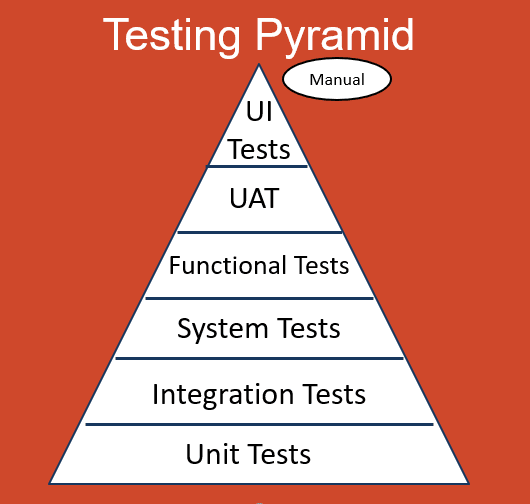 Testing Pyramid
Manual
UI
Tests
UAT
Functional Tests
System Tests
Integration Tests
Unit Tests